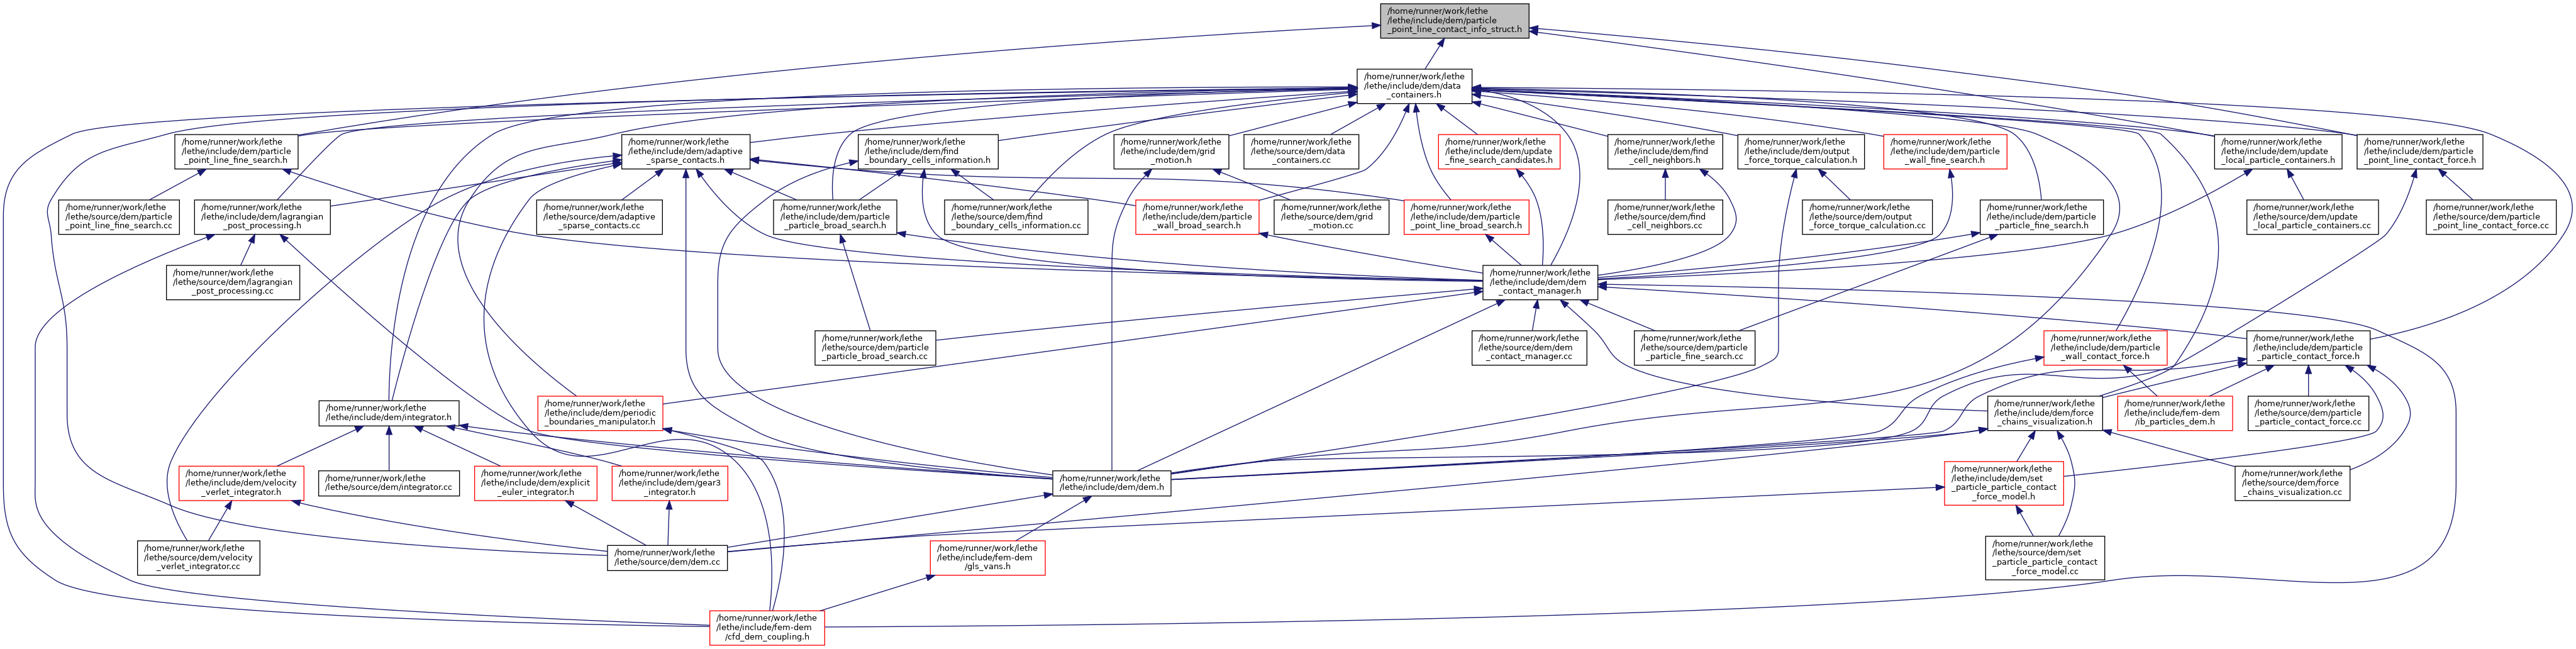 /home/runner/work/lethe
/lethe/include/dem/particle
_point_line_contact_info_struct.h
/home/runner/work/lethe
/lethe/include/dem/data
_containers.h
/home/runner/work/lethe
/lethe/include/dem/particle
_point_line_fine_search.h
/home/runner/work/lethe
/lethe/include/dem/adaptive
_sparse_contacts.h
/home/runner/work/lethe
/lethe/include/dem/find
_boundary_cells_information.h
/home/runner/work/lethe
/lethe/include/dem/grid
_motion.h
/home/runner/work/lethe
/lethe/source/dem/data
_containers.cc
/home/runner/work/lethe
/lethe/include/dem/update
_fine_search_candidates.h
/home/runner/work/lethe
/lethe/include/dem/find
_cell_neighbors.h
/home/runner/work/lethe
/lethe/include/dem/output
_force_torque_calculation.h
/home/runner/work/lethe
/lethe/include/dem/particle
_wall_fine_search.h
/home/runner/work/lethe
/lethe/include/dem/update
_local_particle_containers.h
/home/runner/work/lethe
/lethe/include/dem/particle
_point_line_contact_force.h
/home/runner/work/lethe
/lethe/source/dem/particle
_point_line_fine_search.cc
/home/runner/work/lethe
/lethe/include/dem/lagrangian
_post_processing.h
/home/runner/work/lethe
/lethe/source/dem/adaptive
_sparse_contacts.cc
/home/runner/work/lethe
/lethe/include/dem/particle
_particle_broad_search.h
/home/runner/work/lethe
/lethe/source/dem/find
_boundary_cells_information.cc
/home/runner/work/lethe
/lethe/include/dem/particle
_wall_broad_search.h
/home/runner/work/lethe
/lethe/source/dem/grid
_motion.cc
/home/runner/work/lethe
/lethe/include/dem/particle
_point_line_broad_search.h
/home/runner/work/lethe
/lethe/source/dem/find
_cell_neighbors.cc
/home/runner/work/lethe
/lethe/source/dem/output
_force_torque_calculation.cc
/home/runner/work/lethe
/lethe/include/dem/particle
_particle_fine_search.h
/home/runner/work/lethe
/lethe/source/dem/update
_local_particle_containers.cc
/home/runner/work/lethe
/lethe/source/dem/particle
_point_line_contact_force.cc
/home/runner/work/lethe
/lethe/source/dem/lagrangian
_post_processing.cc
/home/runner/work/lethe
/lethe/include/dem/dem
_contact_manager.h
/home/runner/work/lethe
/lethe/source/dem/particle
_particle_broad_search.cc
/home/runner/work/lethe
/lethe/source/dem/dem
_contact_manager.cc
/home/runner/work/lethe
/lethe/source/dem/particle
_particle_fine_search.cc
/home/runner/work/lethe
/lethe/include/dem/particle
_wall_contact_force.h
/home/runner/work/lethe
/lethe/include/dem/particle
_particle_contact_force.h
/home/runner/work/lethe
/lethe/include/dem/integrator.h
/home/runner/work/lethe
/lethe/include/dem/periodic
_boundaries_manipulator.h
/home/runner/work/lethe
/lethe/include/dem/force
_chains_visualization.h
/home/runner/work/lethe
/lethe/include/fem-dem
/ib_particles_dem.h
/home/runner/work/lethe
/lethe/source/dem/particle
_particle_contact_force.cc
/home/runner/work/lethe
/lethe/include/dem/velocity
_verlet_integrator.h
/home/runner/work/lethe
/lethe/source/dem/integrator.cc
/home/runner/work/lethe
/lethe/include/dem/explicit
_euler_integrator.h
/home/runner/work/lethe
/lethe/include/dem/gear3
_integrator.h
/home/runner/work/lethe
/lethe/include/dem/dem.h
/home/runner/work/lethe
/lethe/include/dem/set
_particle_particle_contact
_force_model.h
/home/runner/work/lethe
/lethe/source/dem/force
_chains_visualization.cc
/home/runner/work/lethe
/lethe/source/dem/velocity
_verlet_integrator.cc
/home/runner/work/lethe
/lethe/source/dem/dem.cc
/home/runner/work/lethe
/lethe/include/fem-dem
/gls_vans.h
/home/runner/work/lethe
/lethe/source/dem/set
_particle_particle_contact
_force_model.cc
/home/runner/work/lethe
/lethe/include/fem-dem
/cfd_dem_coupling.h